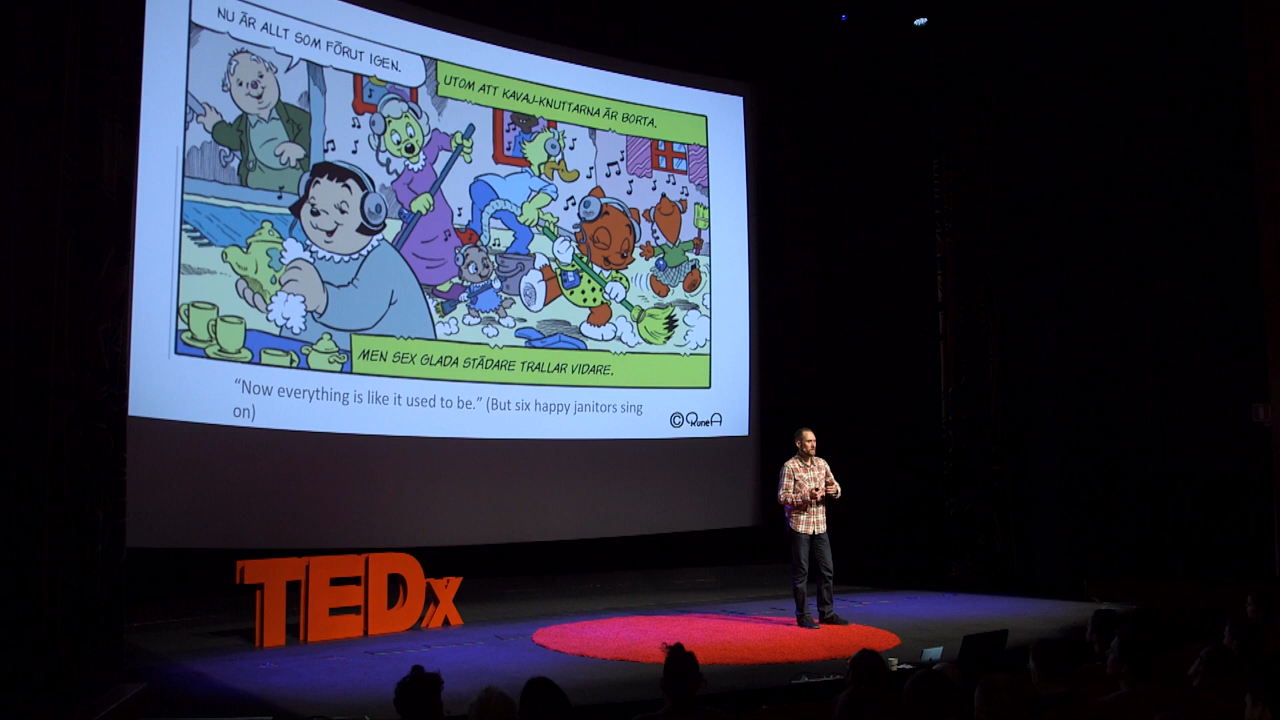 NU ÄR ALLT SOM FÖRUT IGEN.
UTOM ATT KAVAJ-KNUTTARNA ÄR BORTA.
MEN SEX GLADA STÄDARE TRALLAR VIDARE.
“Now everything is like it used to be.” (But six happy janitors sing
on)
© RuneA
TEDx